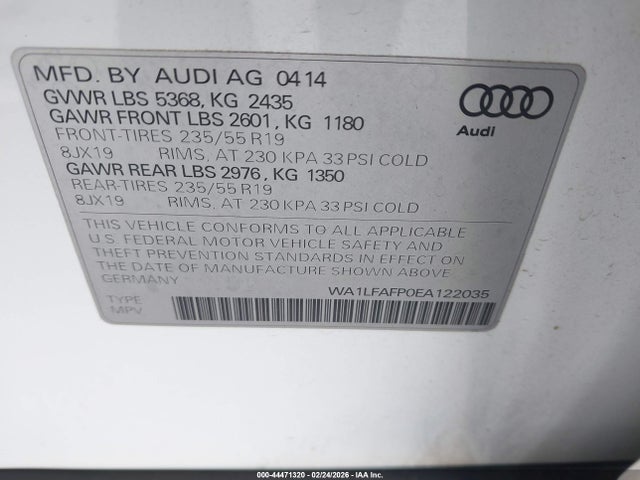 MFD. BY AUDI AG 0414
GVWR LBS 5368, KG 2435
GAWR FRONT LBS 2601, KG 1180
FRONT-TIRES 235/55 R19
8JX19 RIMS, AT 230 KPA 33 PSI COLD
GAWR REAR LBS 2976, KG 1350
REAR-TIRES 235/55 R19
8JX19 RIMS, AT 230 KPA 33 PSI COLD
Audi
THIS VEHICLE CONFORMS TO ALL APPLICABLE
U.S. FEDERAL MOTOR VEHICLE SAFETY AND
THEFT PREVENTION STANDARDS IN EFFECT ON
THE DATE OF MANUFACTURE SHOWN ABOVE
GERMANY
WA1LFAFP0EA122035
TYPE
MPV
000-44471320 - 02/24/2026 - IAA Inc.